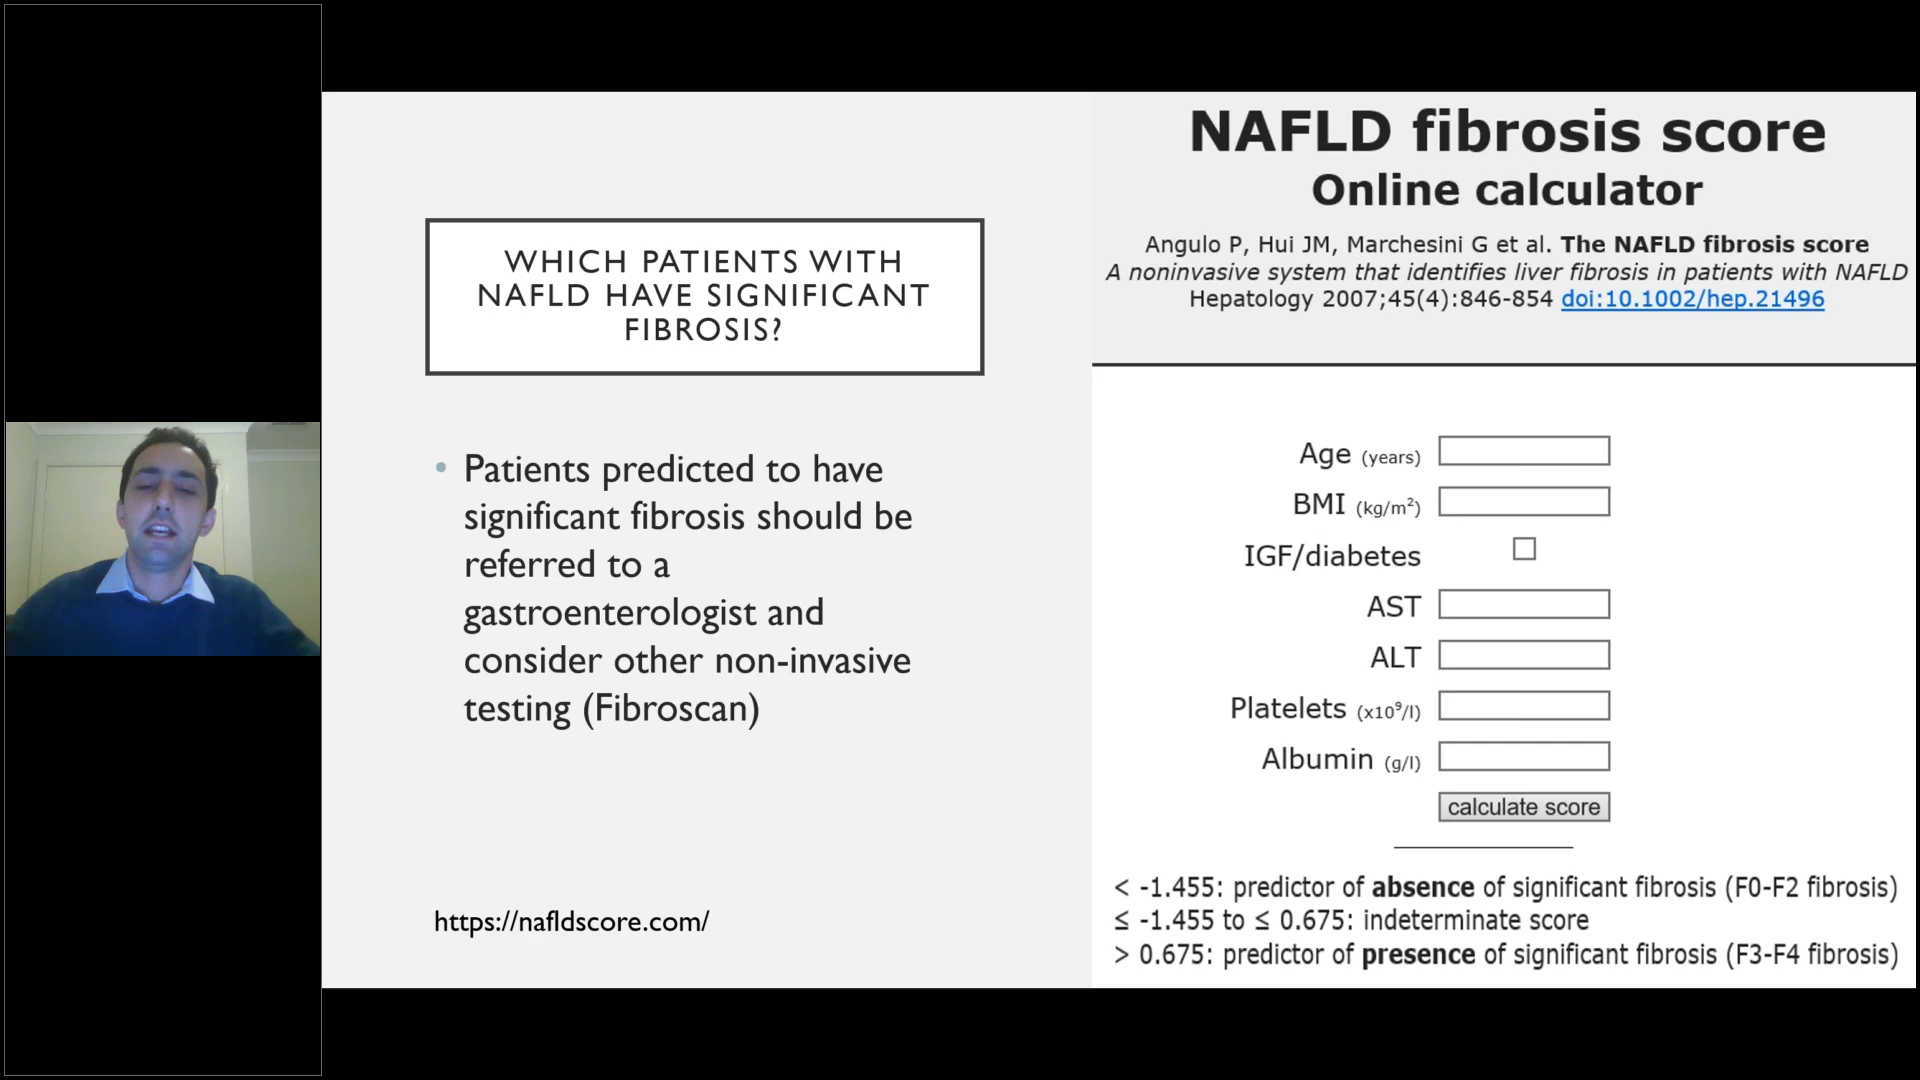 WHICH PATIENTS WITH
NAFLD HAVE SIGNIFICANT
FIBROSIS?
• Patients predicted to have
significant fibrosis should be
referred to a
gastroenterologist and
consider other non-invasive
testing (Fibroscan)
https://nafldscore.com/
NAFLD fibrosis score
Online calculator
Angulo P, Hui JM, Marchesini G et al. The NAFLD fibrosis score
A noninvasive system that identifies liver fibrosis in patients with NAFLD
Hepatology 2007;45(4):846-854 doi:10.1002/hep.21496
Age (years)
BMI (kg/m²)
IGF/diabetes
AST
ALT
Platelets (x10⁹/l)
Albumin (g/l)
calculate score
< -1.455: predictor of absence of significant fibrosis (F0-F2 fibrosis)
≤ -1.455 to ≤ 0.675: indeterminate score
> 0.675: predictor of presence of significant fibrosis (F3-F4 fibrosis)